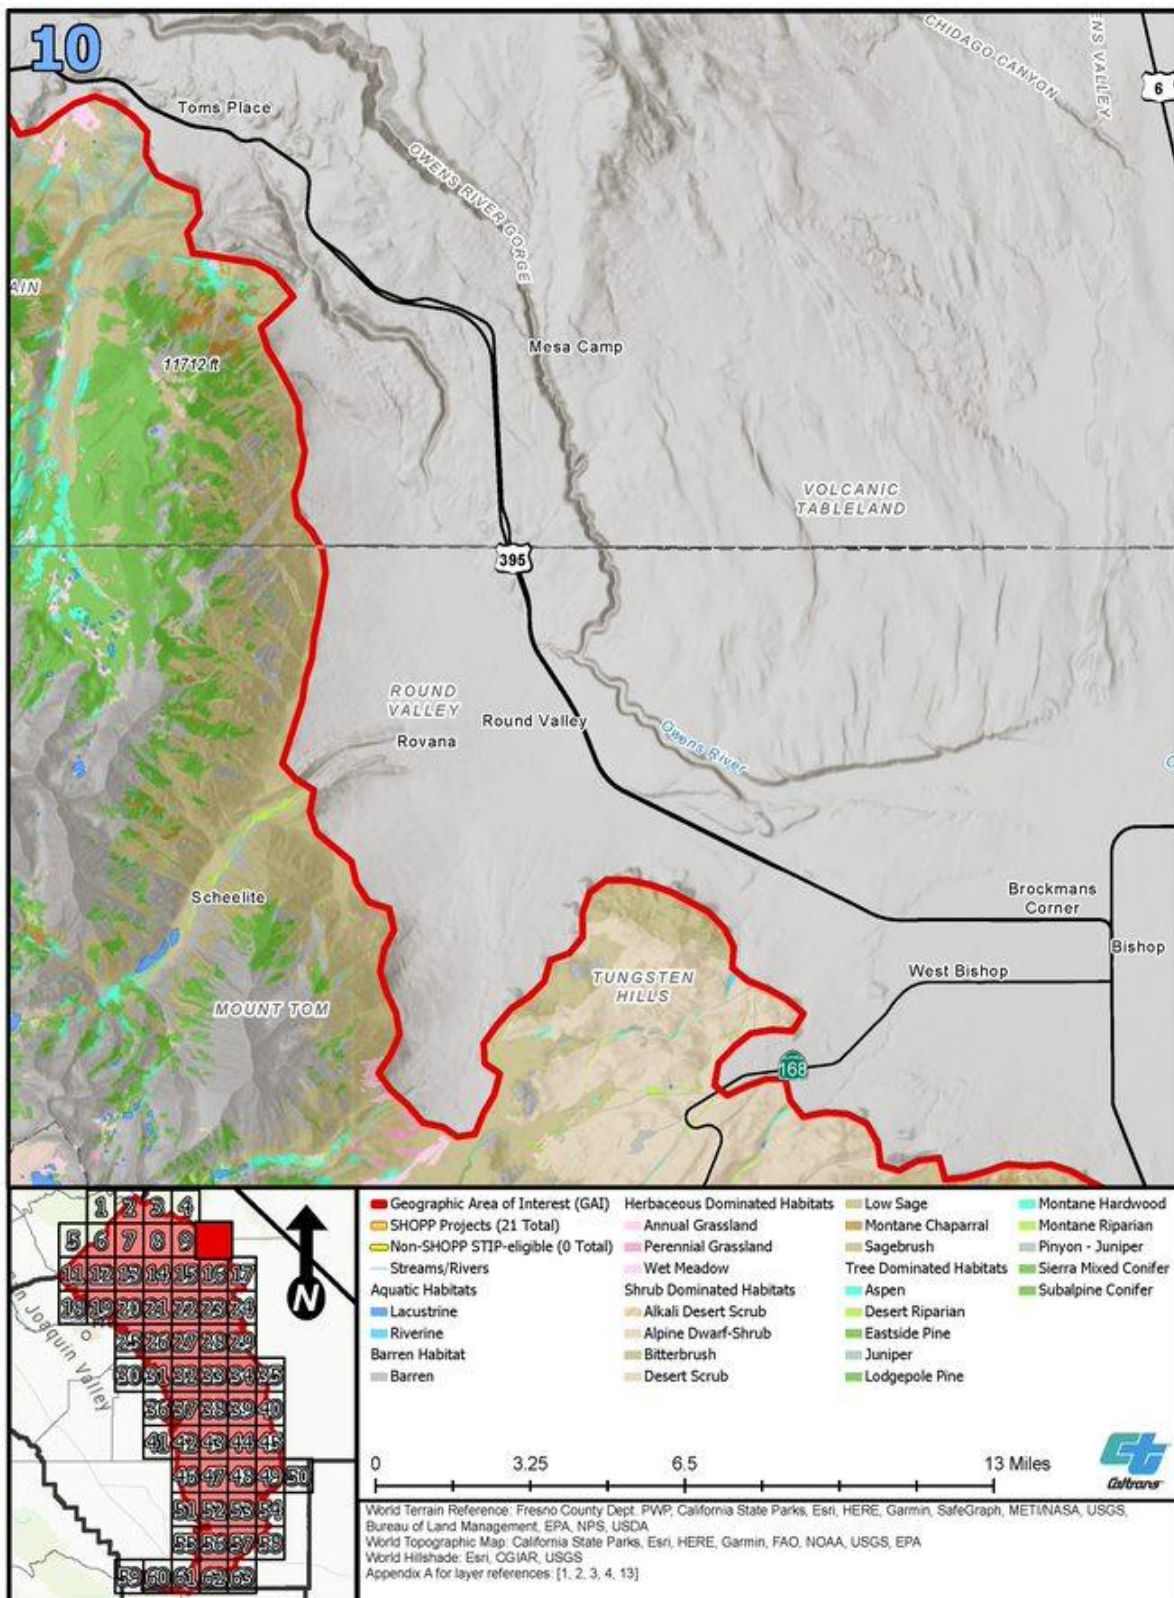 10
CHIDAGO CANYON
ENS VALLEY
6
Toms Place
OWENS RIVER GORGE
AIN
11712 ft
Mesa Camp
VOLCANIC
TABLELAND
395
ROUND
VALLEY
Round Valley
Rovana
Owens River
Scheelite
Brockmans
Corner
Bishop
West Bishop
TUNGSTEN
HILLS
MOUNT TOM
168
1 2 3 4
5 6 7 8 9
11 12 13 14 15 16 17
18 19 20 21 22 23 24
25 26 27 28 29
30 31 32 33 34 35
36 37 38 39 40
41 42 43 44 45
46 47 48 49 50
51 52 53 54
55 56 57 58
59 60 61 62 63
n Joaquin Valley
N
Geographic Area of Interest (GAI)
SHOPP Projects (21 Total)
Non-SHOPP STIP-eligible (0 Total)
Streams/Rivers
Aquatic Habitats
Lacustrine
Riverine
Barren Habitat
Barren
Herbaceous Dominated Habitats
Annual Grassland
Perennial Grassland
Wet Meadow
Shrub Dominated Habitats
Alkali Desert Scrub
Alpine Dwarf-Shrub
Bitterbrush
Desert Scrub
Low Sage
Montane Chaparral
Sagebrush
Tree Dominated Habitats
Aspen
Desert Riparian
Eastside Pine
Juniper
Lodgepole Pine
Montane Hardwood
Montane Riparian
Pinyon - Juniper
Sierra Mixed Conifer
Subalpine Conifer
0 3.25 6.5 13 Miles
Caltrans
World Terrain Reference: Fresno County Dept. PWP, California State Parks, Esri, HERE, Garmin, SafeGraph, METI/NASA, USGS,
Bureau of Land Management, EPA, NPS, USDA
World Topographic Map: California State Parks, Esri, HERE, Garmin, FAO, NOAA, USGS, EPA
World Hillshade: Esri, CGIAR, USGS
Appendix A for layer references: [1, 2, 3, 4, 13]